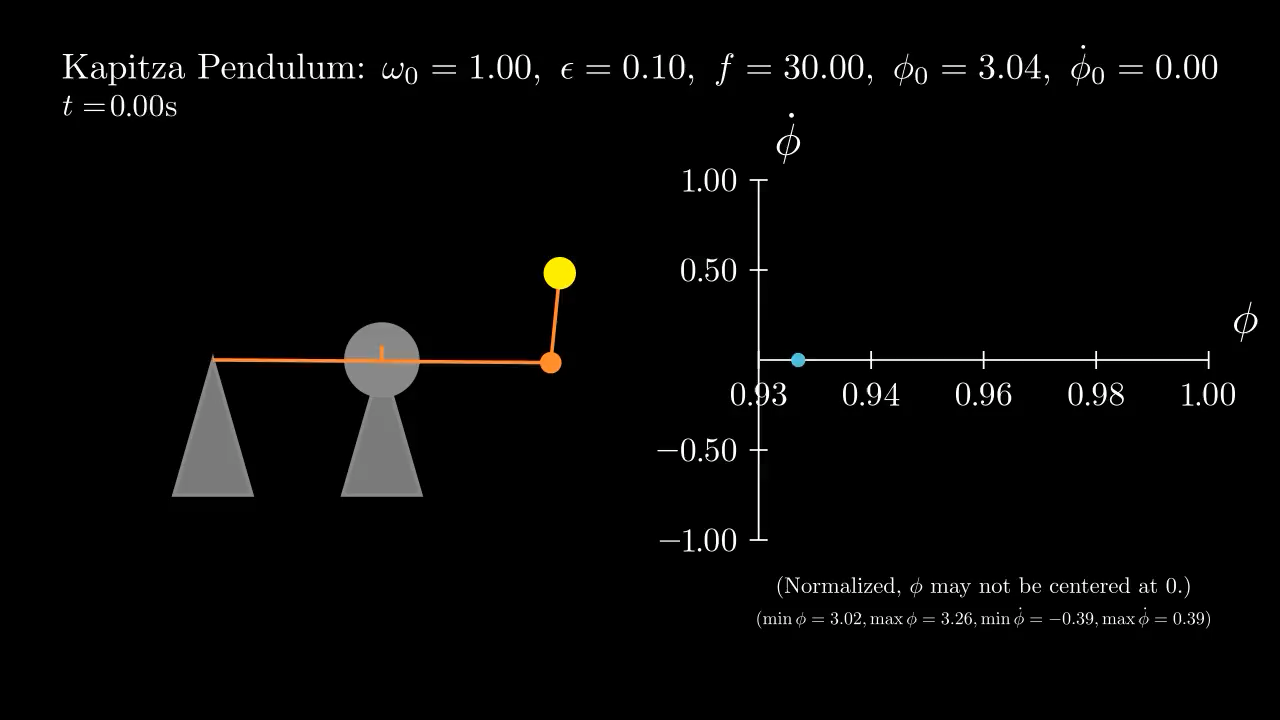 Kapitza Pendulum: ω₀ = 1.00, ϵ = 0.10, f = 30.00, ϕ₀ = 3.04, ϕ̇₀ = 0.00
t = 0.00s
ϕ̇
1.00
0.50
ϕ
0.93 0.94 0.96 0.98 1.00
−0.50
−1.00
(Normalized, ϕ may not be centered at 0.)
(min ϕ = 3.02, max ϕ = 3.26, min ϕ̇ = −0.39, max ϕ̇ = 0.39)